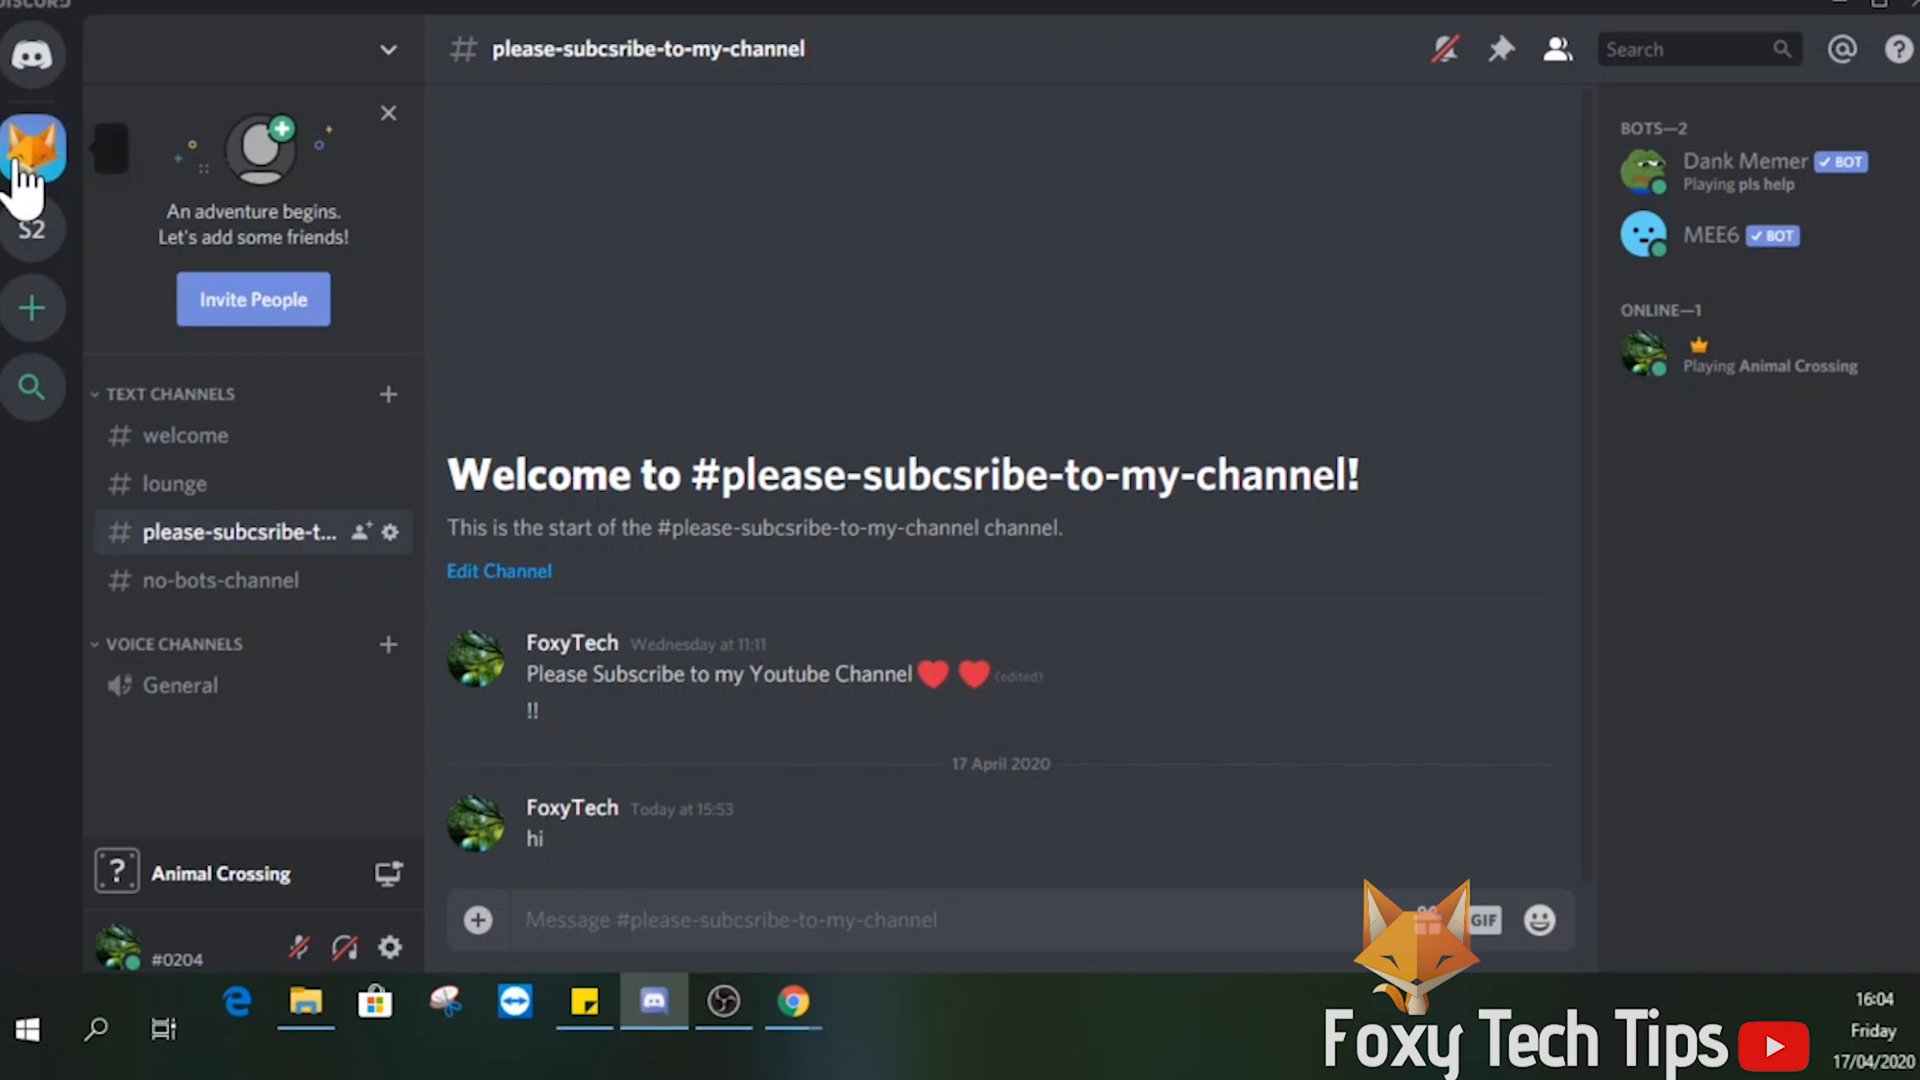 DISCORD
please-subcsribe-to-my-channel
Search
An adventure begins.
Let's add some friends!
Invite People
S2
TEXT CHANNELS
welcome
lounge
please-subcsribe-t...
no-bots-channel
VOICE CHANNELS
General
Animal Crossing
#0204
Welcome to #please-subcsribe-to-my-channel!
This is the start of the #please-subcsribe-to-my-channel channel.
Edit Channel
FoxyTech Wednesday at 11:11
Please Subscribe to my Youtube Channel (edited)
!!
17 April 2020
FoxyTech Today at 15:53
hi
Message #please-subcsribe-to-my-channel
GIF
BOTS—2
Dank Memer BOT
Playing pls help
MEE6 BOT
ONLINE—1
Playing Animal Crossing
Foxy Tech Tips
16:04
Friday
17/04/2020